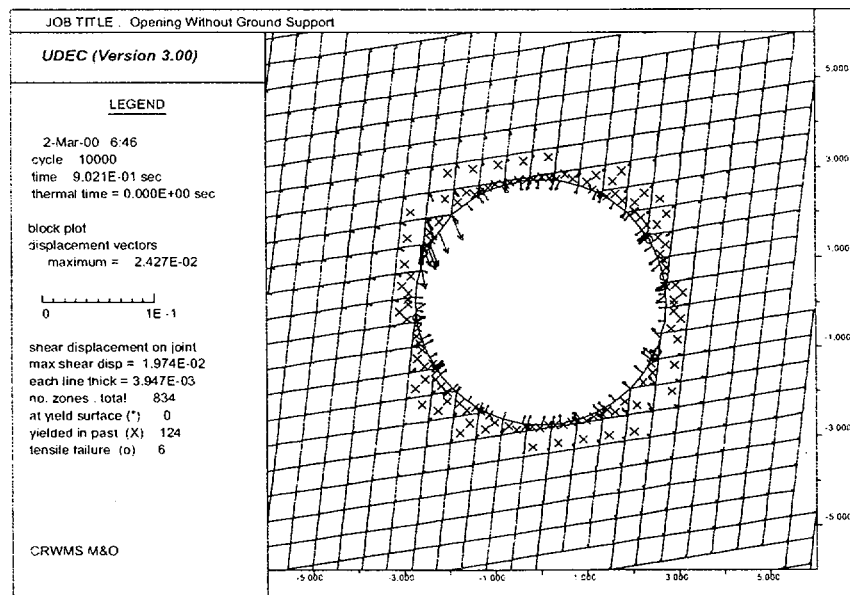 JOB TITLE . Opening Without Ground Support
UDEC (Version 3.00)
LEGEND
2-Mar-00 6:46
cycle 10000
time 9.021E-01 sec
thermal time = 0.000E+00 sec
block plot
displacement vectors
maximum = 2.427E-02
0 1E -1
shear displacement on joint
max shear disp = 1.974E-02
each line thick = 3.947E-03
no. zones . total 834
at yield surface (*) 0
yielded in past (X) 124
tensile failure (o) 6
CRWMS M&O
5.000
3.000
1.000
-1.000
-3.000
-5.000
-5.000 -3.000 -1.000 1.000 3.000 5.000